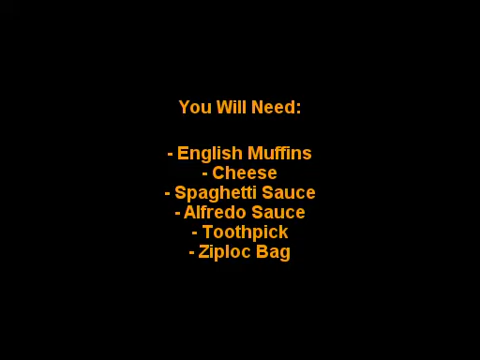 You Will Need:
- English Muffins
- Cheese
- Spaghetti Sauce
- Alfredo Sauce
- Toothpick
- Ziploc Bag